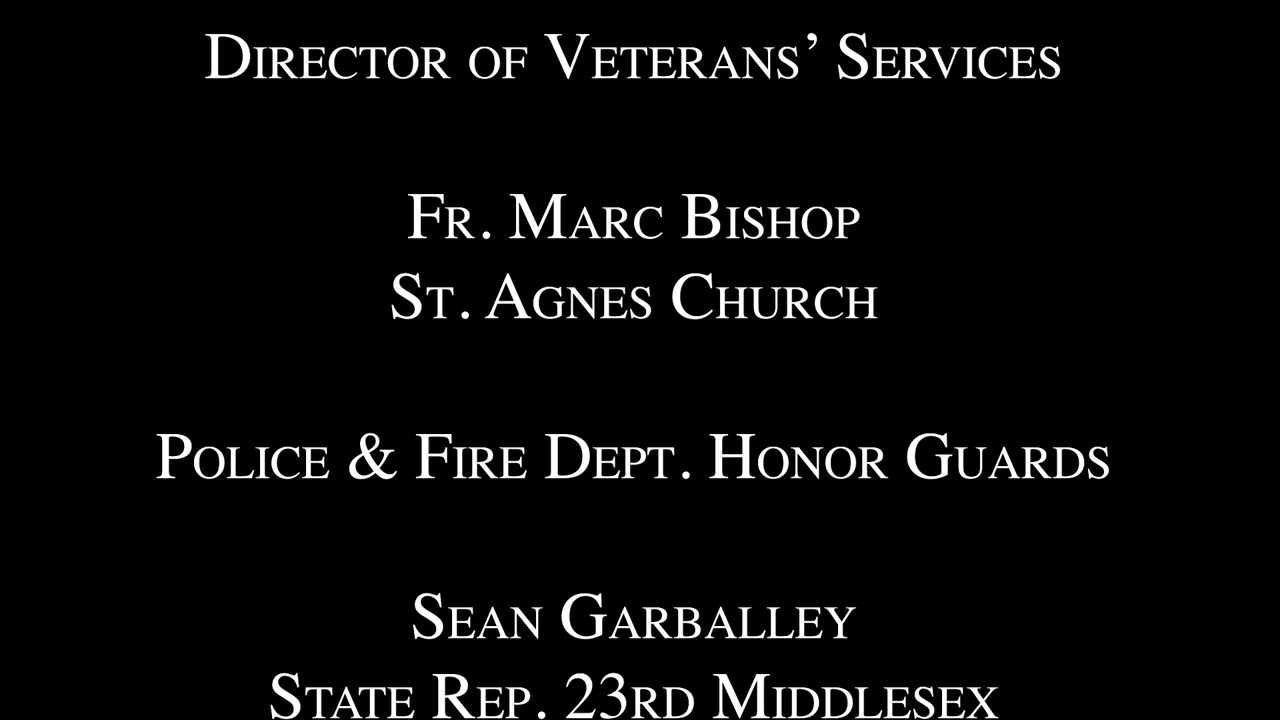 Director of Veterans’ Services
Fr. Marc Bishop
St. Agnes Church
Police & Fire Dept. Honor Guards
Sean Garballey
State Rep. 23rd Middlesex